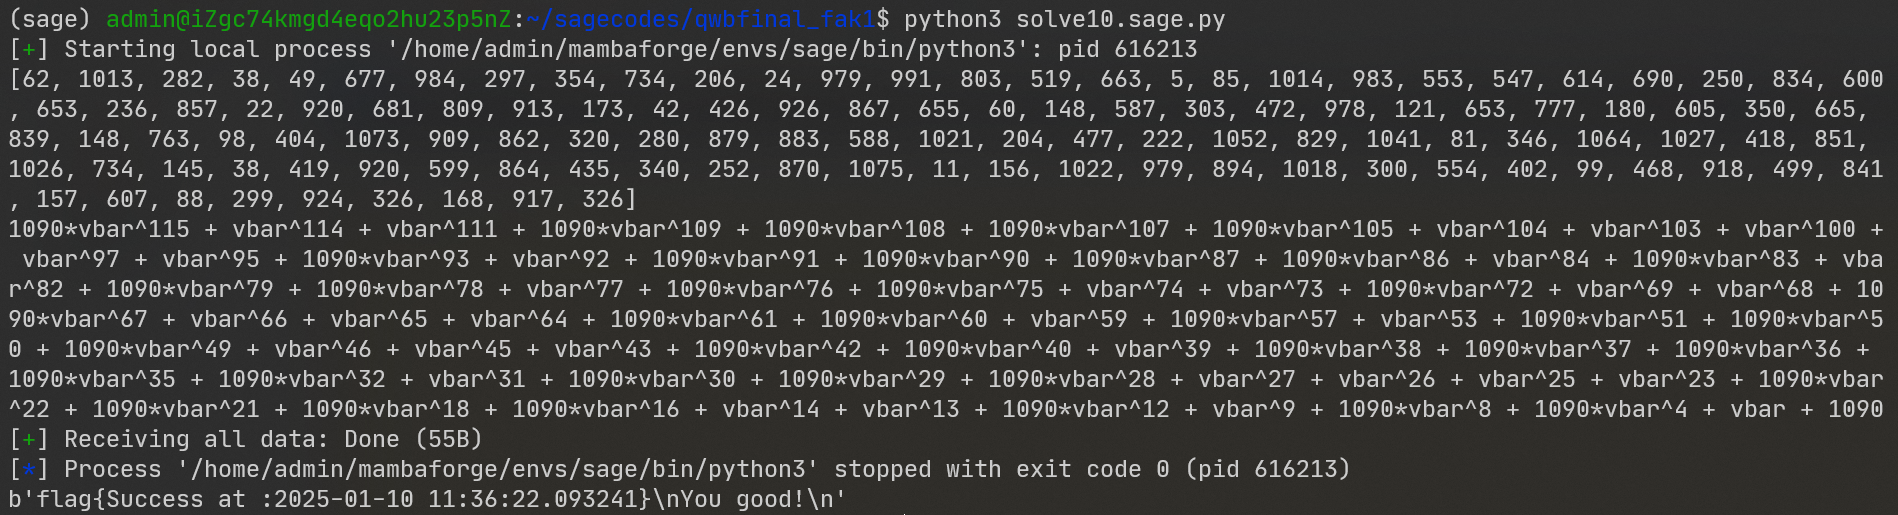 (sage) admin@iZgc74kmgd4eqo2hu23p5nZ:~/sagecodes/qwbfinal_fak1$ python3 solve10.sage.py
[+] Starting local process '/home/admin/mambaforge/envs/sage/bin/python3': pid 616213
[62, 1013, 282, 38, 49, 677, 984, 297, 354, 734, 206, 24, 979, 991, 803, 519, 663, 5, 85, 1014, 983, 553, 547, 614, 690, 250, 834, 600
, 653, 236, 857, 22, 920, 681, 809, 913, 173, 42, 426, 926, 867, 655, 60, 148, 587, 303, 472, 978, 121, 653, 777, 180, 605, 350, 665,
839, 148, 763, 98, 404, 1073, 909, 862, 320, 280, 879, 883, 588, 1021, 204, 477, 222, 1052, 829, 1041, 81, 346, 1064, 1027, 418, 851,
1026, 734, 145, 38, 419, 920, 599, 864, 435, 340, 252, 870, 1075, 11, 156, 1022, 979, 894, 1018, 300, 554, 402, 99, 468, 918, 499, 841
, 157, 607, 88, 299, 924, 326, 168, 917, 326]
1090*vbar^115 + vbar^114 + vbar^111 + 1090*vbar^109 + 1090*vbar^108 + 1090*vbar^107 + 1090*vbar^105 + vbar^104 + vbar^103 + vbar^100 +
vbar^97 + vbar^95 + 1090*vbar^93 + vbar^92 + 1090*vbar^91 + 1090*vbar^90 + 1090*vbar^87 + 1090*vbar^86 + vbar^84 + 1090*vbar^83 + vba
r^82 + 1090*vbar^79 + 1090*vbar^78 + vbar^77 + 1090*vbar^76 + 1090*vbar^75 + vbar^74 + vbar^73 + 1090*vbar^72 + vbar^69 + vbar^68 + 10
90*vbar^67 + vbar^66 + vbar^65 + vbar^64 + 1090*vbar^61 + 1090*vbar^60 + vbar^59 + 1090*vbar^57 + vbar^53 + 1090*vbar^51 + 1090*vbar^5
0 + 1090*vbar^49 + vbar^46 + vbar^45 + vbar^43 + 1090*vbar^42 + 1090*vbar^40 + vbar^39 + 1090*vbar^38 + 1090*vbar^37 + 1090*vbar^36 +
1090*vbar^35 + 1090*vbar^32 + vbar^31 + 1090*vbar^30 + 1090*vbar^29 + 1090*vbar^28 + vbar^27 + vbar^26 + vbar^25 + vbar^23 + 1090*vbar
^22 + 1090*vbar^21 + 1090*vbar^18 + 1090*vbar^16 + vbar^14 + vbar^13 + 1090*vbar^12 + vbar^9 + 1090*vbar^8 + 1090*vbar^4 + vbar + 1090
[+] Receiving all data: Done (55B)
[*] Process '/home/admin/mambaforge/envs/sage/bin/python3' stopped with exit code 0 (pid 616213)
b'flag{Success at :2025-01-10 11:36:22.093241}\nYou good!\n'